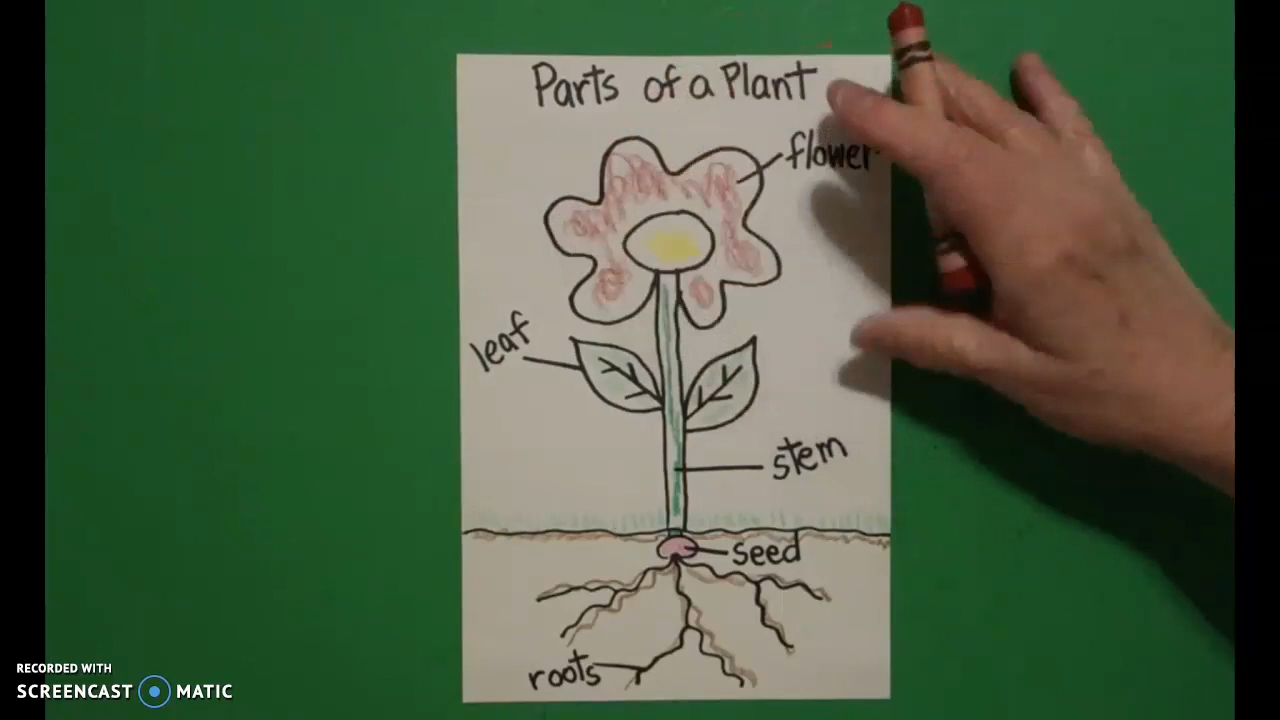 Parts of a Plant
flower
leaf
stem
seed
roots
RECORDED WITH
SCREENCAST MATIC